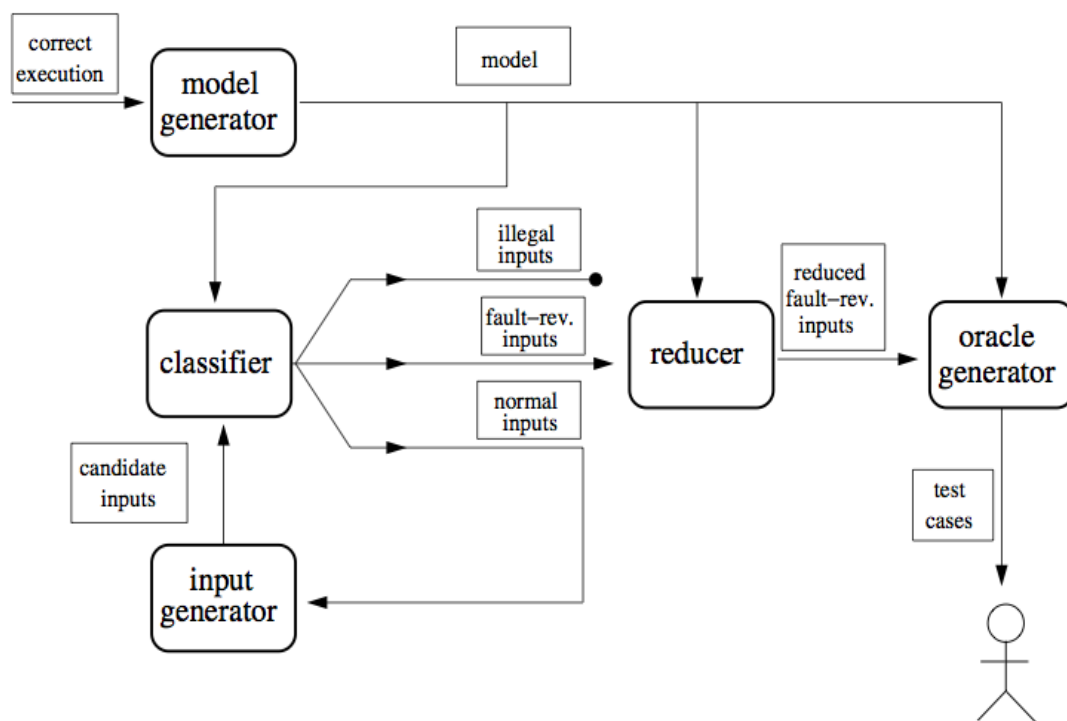 correct
execution
model
generator
model
illegal
inputs
fault−rev.
inputs
normal
inputs
classifier
reducer
reduced
fault−rev.
inputs
oracle
generator
candidate
inputs
input
generator
test
cases